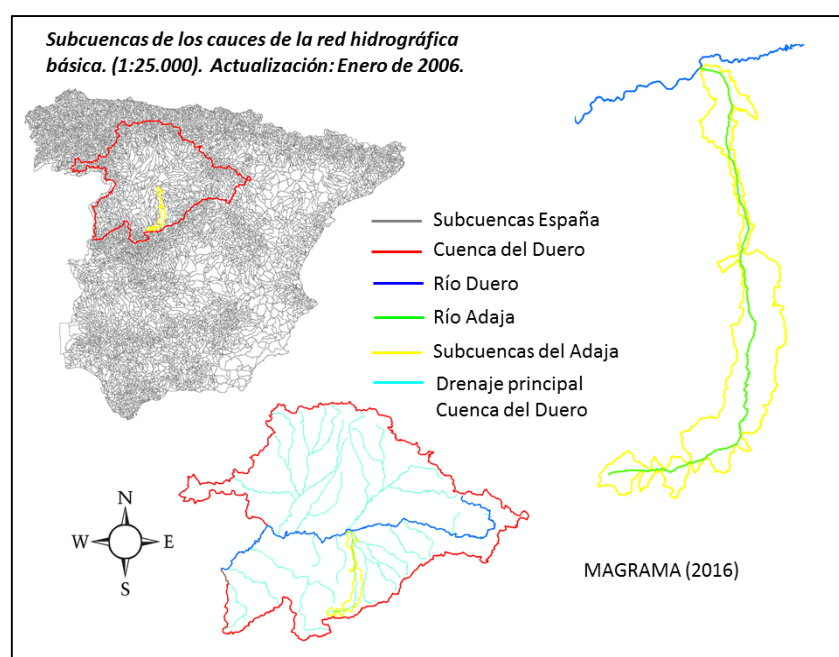 Subcuencas de los cauces de la red hidrográfica
básica. (1:25.000). Actualización: Enero de 2006.
Subcuencas España
Cuenca del Duero
Río Duero
Río Adaja
Subcuencas del Adaja
Drenaje principal
Cuenca del Duero
N
W
E
S
MAGRAMA (2016)